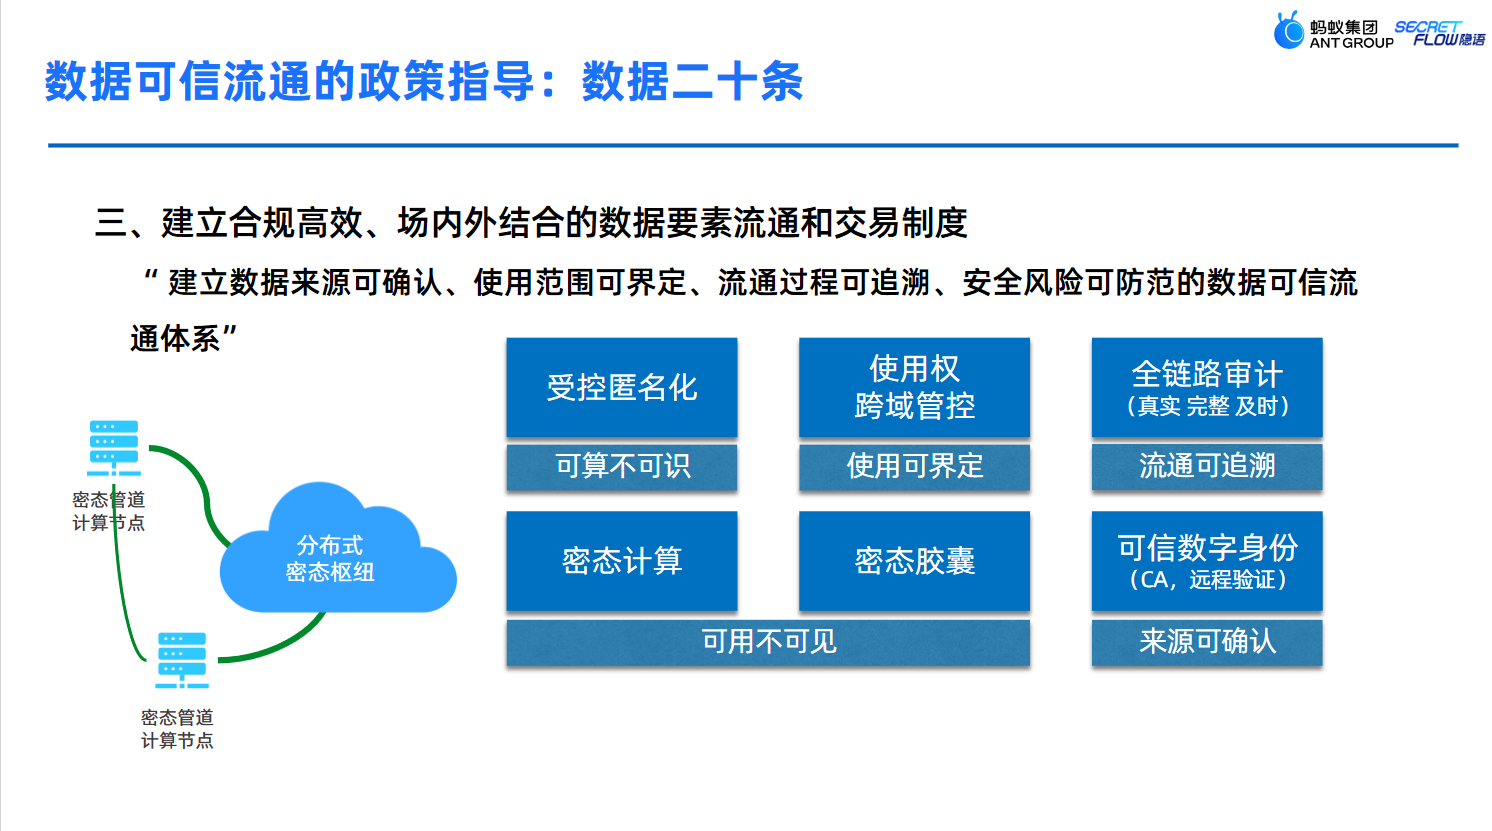 蚂蚁集团
ANT GROUP
SECRET
FLOW隐语
数据可信流通的政策指导：数据二十条
三、建立合规高效、场内外结合的数据要素流通和交易制度
“ 建立数据来源可确认、使用范围可界定、流通过程可追溯、安全风险可防范的数据可信流
通体系”
受控匿名化
可算不可识
使用权
跨域管控
使用可界定
全链路审计
（真实 完整 及时）
流通可追溯
密态计算
密态胶囊
可用不可见
可信数字身份
（CA，远程验证）
来源可确认
密态管道
计算节点
分布式
密态枢纽
密态管道
计算节点